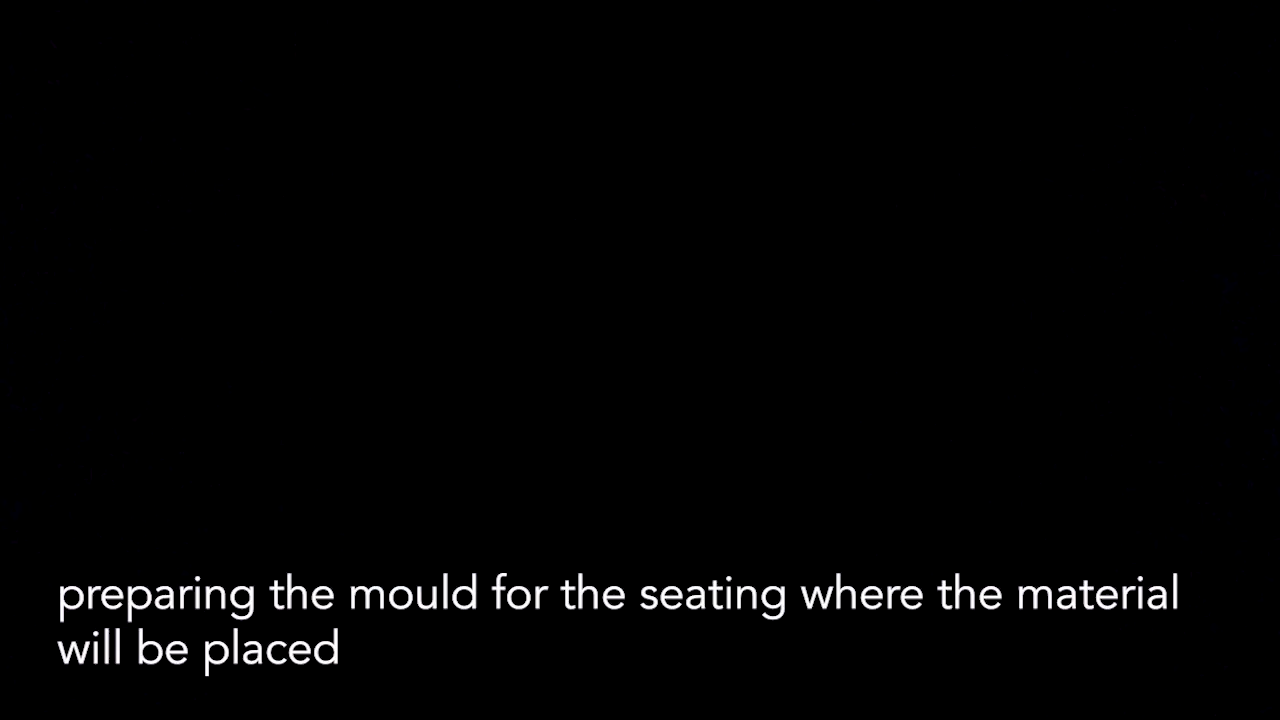 preparing the mould for the seating where the material
will be placed